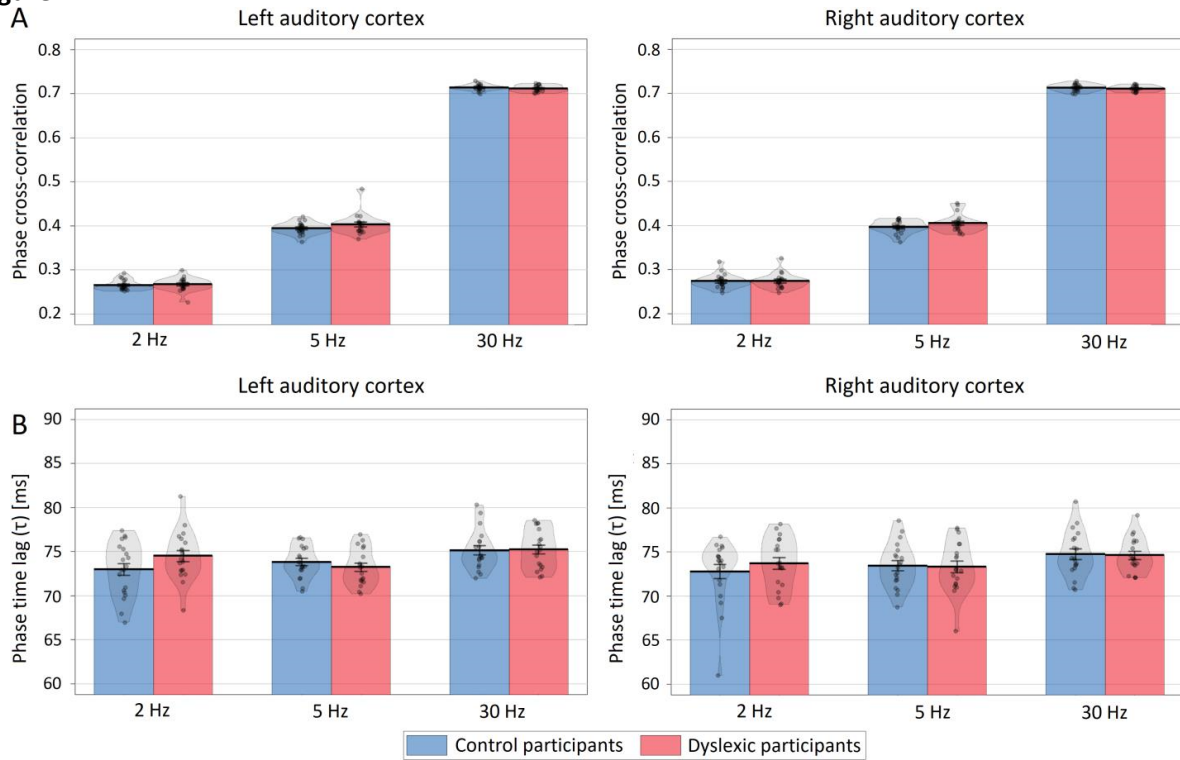 A
Left auditory cortex
Phase cross-correlation
0.8
0.7
0.6
0.5
0.4
0.3
0.2
2 Hz 5 Hz 30 Hz
Right auditory cortex
Phase cross-correlation
0.8
0.7
0.6
0.5
0.4
0.3
0.2
2 Hz 5 Hz 30 Hz
B
Left auditory cortex
Phase time lag (τ) [ms]
90
85
80
75
70
65
60
2 Hz 5 Hz 30 Hz
Right auditory cortex
Phase time lag (τ) [ms]
90
85
80
75
70
65
60
2 Hz 5 Hz 30 Hz
Control participants Dyslexic participants